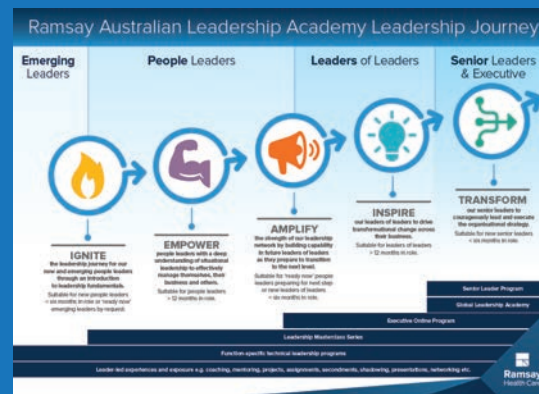 Ramsay Australian Leadership Academy Leadership Journey
Emerging
Leaders
People Leaders
Leaders of Leaders
Senior Leaders
& Executive
IGNITE
the leadership journey for our
new and emerging people leaders
through an introduction
to leadership fundamentals.
Suitable for new people leaders
< six months in role or 'ready now'
emerging leaders by request.
EMPOWER
people leaders with a deep
understanding of situational
leadership to effectively
manage themselves, their
business and others.
Suitable for people leaders
> 12 months in role.
AMPLIFY
the strength of our leadership
network by building capability
in future leaders of leaders
as they prepare to transition
to the next level.
Suitable for 'ready now' people
leaders preparing for next step
or new leaders of leaders
< six months in role.
INSPIRE
our leaders of leaders to drive
transformational change across
their business.
Suitable for leaders of leaders
> 12 months in role.
TRANSFORM
our senior leaders to
courageously lead and execute
the organisational strategy.
Suitable for new senior leaders
< six months in role.
Senior Leader Program
Global Leadership Academy
Executive Online Program
Leadership Masterclass Series
Function specific technical leadership programs
Leader-led experiences and exposure e.g. coaching, mentoring, projects, assignments, secondments, shadowing, presentations, networking etc.
Ramsay
Health Care